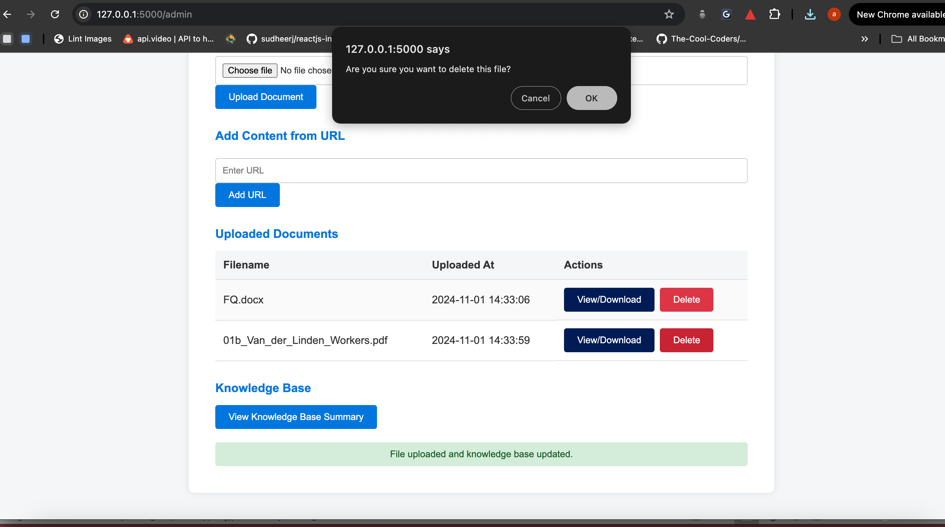 127.0.0.1:5000/admin
New Chrome available
Lint Images
api.video | API to h...
sudheerj/reactjs-in
te...
The-Cool-Coders/...
All Bookm
127.0.0.1:5000 says
Are you sure you want to delete this file?
Cancel
OK
Choose file
No file chose
Upload Document
Add Content from URL
Enter URL
Add URL
Uploaded Documents
Filename Uploaded At Actions
FQ.docx 2024-11-01 14:33:06 View/Download Delete
01b_Van_der_Linden_Workers.pdf 2024-11-01 14:33:59 View/Download Delete
Knowledge Base
View Knowledge Base Summary
File uploaded and knowledge base updated.